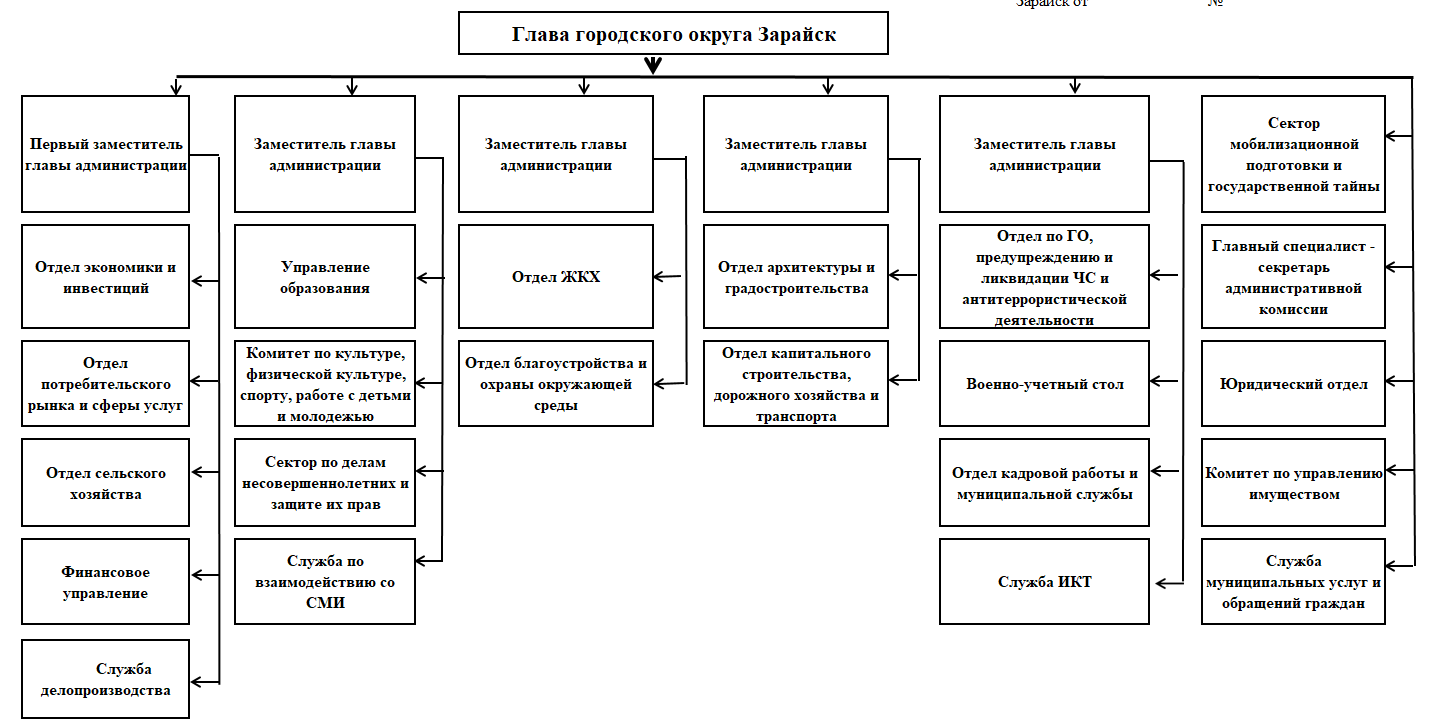 Зарайск от №
Глава городского округа Зарайск
Первый заместитель
главы администрации
Заместитель главы
администрации
Заместитель главы
администрации
Заместитель главы
администрации
Заместитель главы
администрации
Сектор
мобилизационной
подготовки и
государственной тайны
Отдел экономики и
инвестиций
Управление
образования
Отдел ЖКХ
Отдел архитектуры и
градостроительства
Отдел по ГО,
предупреждению и
ликвидации ЧС и
антитеррористической
деятельности
Главный специалист -
секретарь
административной
комиссии
Отдел
потребительского
рынка и сферы услуг
Комитет по культуре,
физической культуре,
спорту, работе с детьми
и молодежью
Отдел благоустройства и
охраны окружающей
среды
Отдел капитального
строительства,
дорожного хозяйства и
транспорта
Военно-учетный стол
Юридический отдел
Отдел сельского
хозяйства
Сектор по делам
несовершеннолетних и
защите их прав
Отдел кадровой работы и
муниципальной службы
Комитет по управлению
имуществом
Финансовое
управление
Служба по
взаимодействию со
СМИ
Служба ИКТ
Служба
муниципальных услуг и
обращений граждан
Служба
делопроизводства